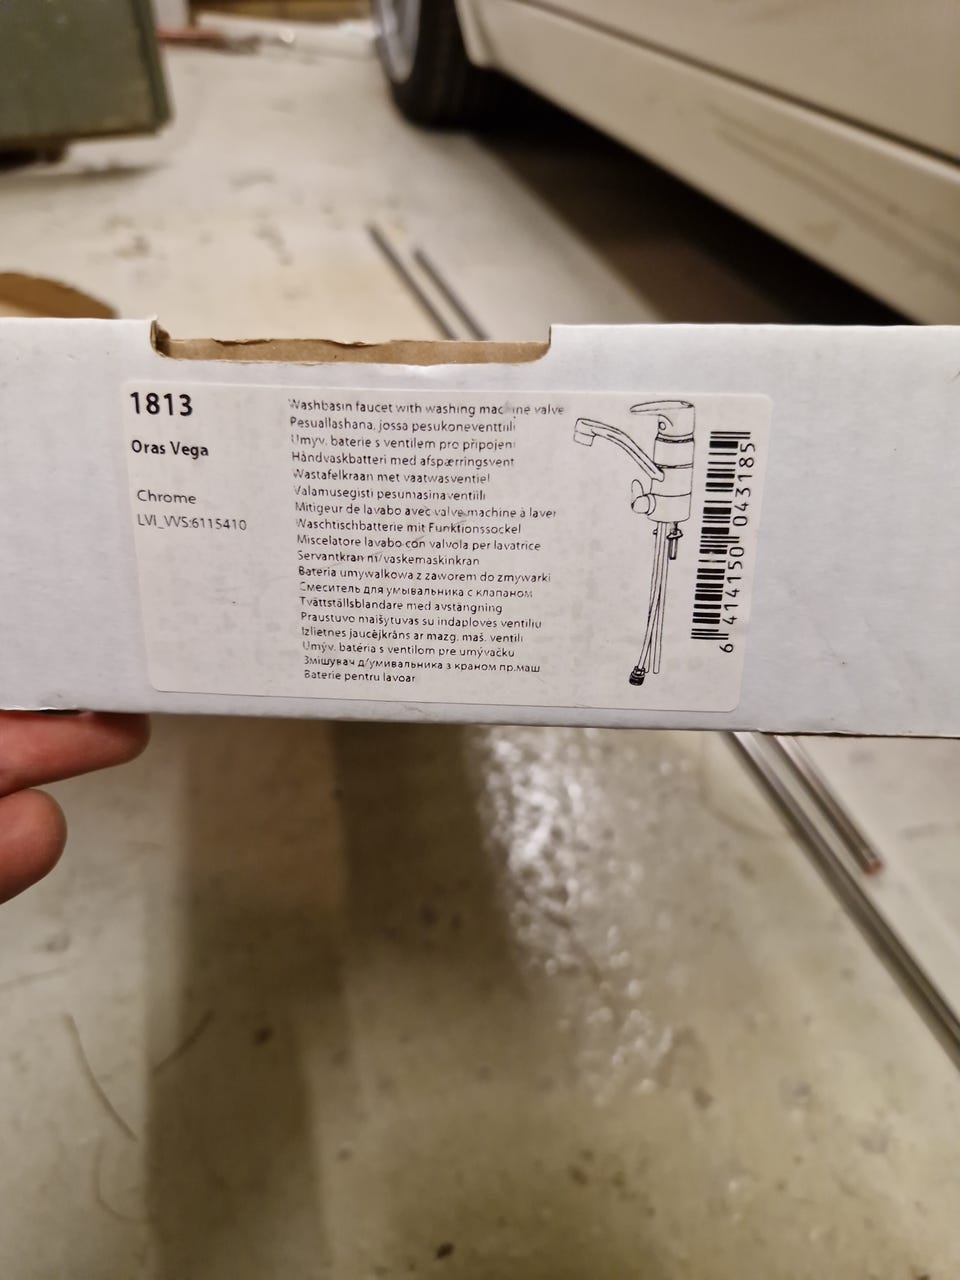 1813
Oras Vega
Chrome
LVI_VVS:6115410
Washbasin faucet with washing machine valve
Pesuallashana, jossa pesukoneventtiili
Umyv. baterie s ventilem pro připojení
Håndvaskbatteri med afspærringsvent
Wastafelkraan met vaatwasventiel
Valamusegisti pesumasina ventiili
Mitigeur de lavabo avec valve machine à laver
Waschtischbatterie mit Funktionssockel
Miscelatore lavabo con valvola per lavatrice
Servantkran m/vaskemaskinkran
Bateria umywalkowa z zaworem do zmywarki
Смеситель для умывальника с клапаном
Tvättställsblandare med avstängning
Praustuvo maišytuvas su indaplovės ventiliu
Izlietnes jaucējkrāns ar mazg. maš. ventili
Umýv. batéria s ventilom pre umývačku
Змішувач д/умивальника з краном пр.маш
Baterie pentru lavoar
6 414150 043185